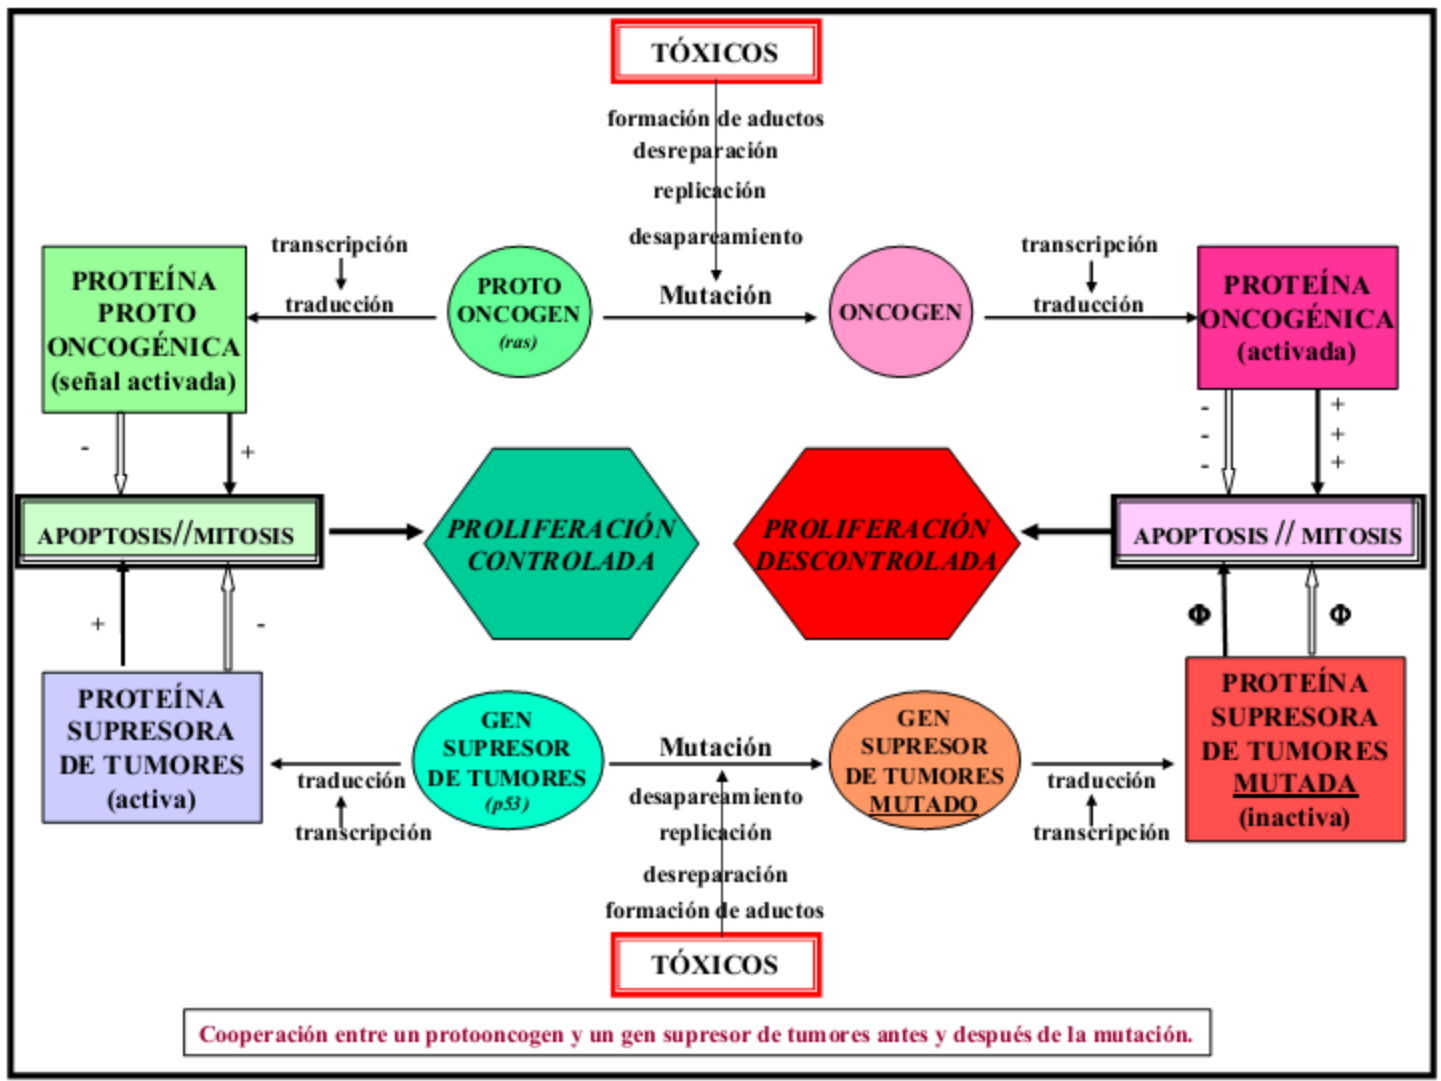 TÓXICOS
formación de aductos
desreparación
replicación
desapareamiento
Mutación
transcripción
traducción
PROTEÍNA
PROTO
ONCOGÉNICA
(señal activada)
PROTO
ONCOGEN
(ras)
ONCOGEN
transcripción
traducción
PROTEÍNA
ONCOGÉNICA
(activada)
-
+
-
-
-
+
+
+
APOPTOSIS//MITOSIS
PROLIFERACIÓN
CONTROLADA
PROLIFERACIÓN
DESCONTROLADA
APOPTOSIS // MITOSIS
+
-
Φ
Φ
PROTEÍNA
SUPRESORA
DE TUMORES
(activa)
traducción
transcripción
GEN
SUPRESOR
DE TUMORES
(p53)
Mutación
desapareamiento
replicación
desreparación
formación de aductos
TÓXICOS
GEN
SUPRESOR
DE TUMORES
MUTADO
traducción
transcripción
PROTEÍNA
SUPRESORA
DE TUMORES
MUTADA
(inactiva)
Cooperación entre un protooncogen y un gen supresor de tumores antes y después de la mutación.